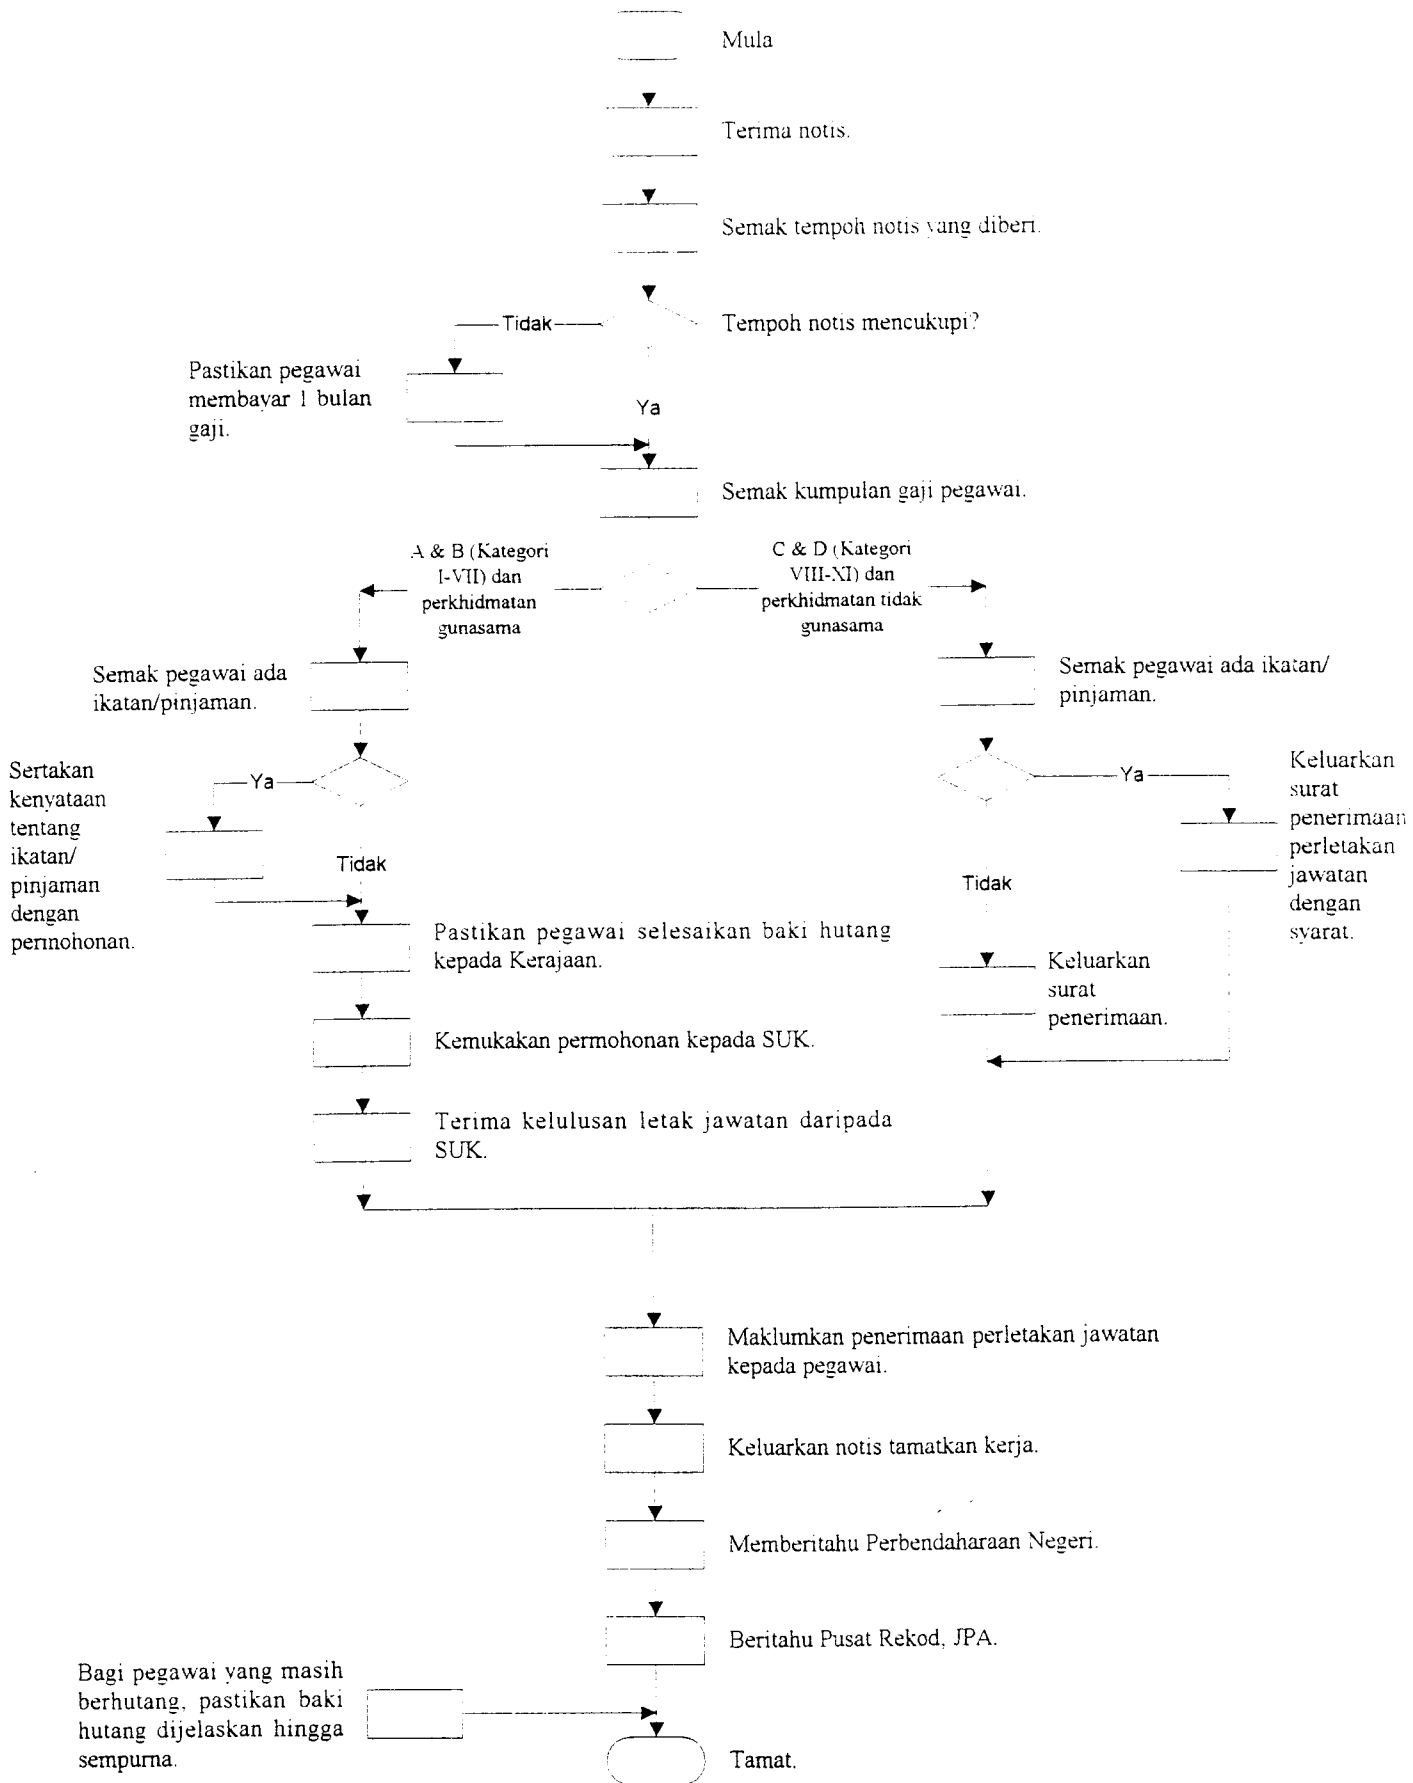 Mula
Terima notis.
Semak tempoh notis yang diberi.
Tempoh notis mencukupi?
Tidak
Pastikan pegawai
membayar 1 bulan
gaji.
Ya
Semak kumpulan gaji pegawai.
A & B (Kategori
I-VII) dan
perkhidmatan
gunasama
C & D (Kategori
VIII-XI) dan
perkhidmatan tidak
gunasama
Semak pegawai ada
ikatan/pinjaman.
Semak pegawai ada ikatan/
pinjaman.
Ya
Sertakan
kenyataan
tentang
ikatan/
pinjaman
dengan
permohonan.
Tidak
Ya
Keluarkan
surat
penerimaan
perletakan
jawatan
dengan
syarat.
Tidak
Pastikan pegawai selesaikan baki hutang
kepada Kerajaan.
Keluarkan
surat
penerimaan.
Kemukakan permohonan kepada SUK.
Terima kelulusan letak jawatan daripada
SUK.
Maklumkan penerimaan perletakan jawatan
kepada pegawai.
Keluarkan notis tamatkan kerja.
Memberitahu Perbendaharaan Negeri.
Beritahu Pusat Rekod, JPA.
Bagi pegawai yang masih
berhutang, pastikan baki
hutang dijelaskan hingga
sempurna.
Tamat.